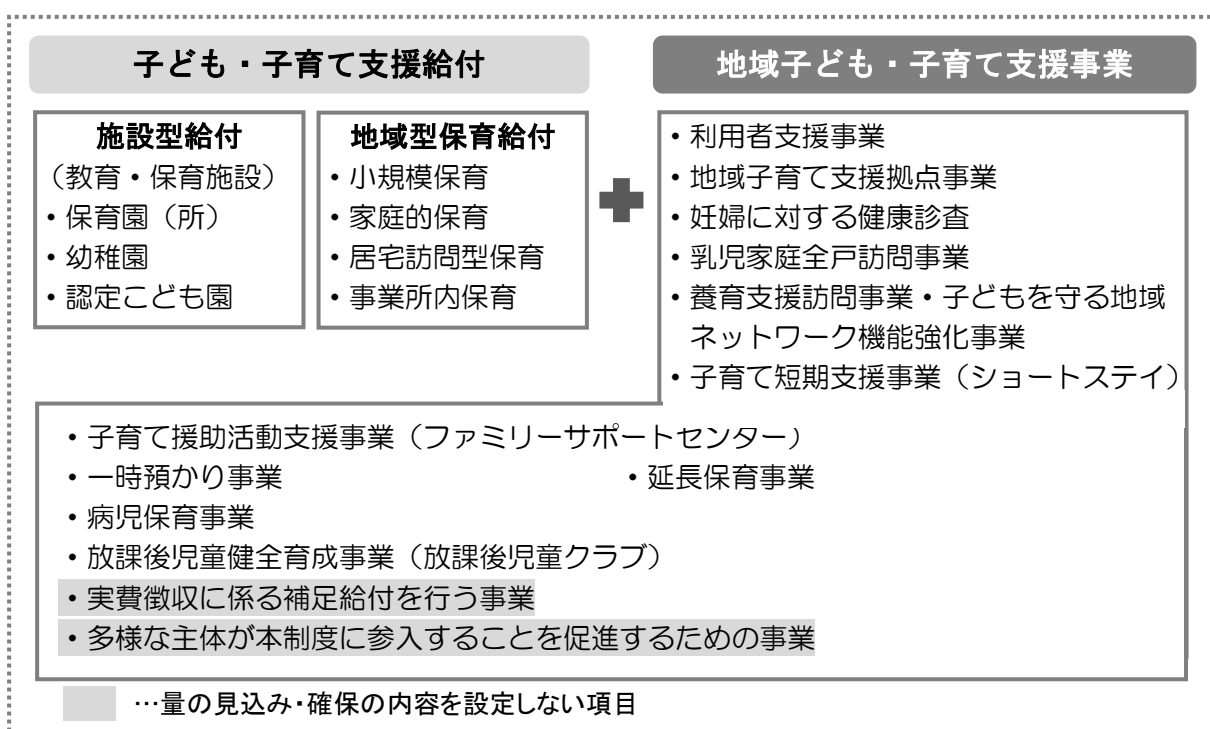 子ども・子育て支援給付
施設型給付
（教育・保育施設）
・保育園（所）
・幼稚園
・認定こども園
地域型保育給付
・小規模保育
・家庭的保育
・居宅訪問型保育
・事業所内保育
地域子ども・子育て支援事業
・利用者支援事業
・地域子育て支援拠点事業
・妊婦に対する健康診査
・乳児家庭全戸訪問事業
・養育支援訪問事業・子どもを守る地域
ネットワーク機能強化事業
・子育て短期支援事業（ショートステイ）
・子育て援助活動支援事業（ファミリーサポートセンター）
・一時預かり事業　・延長保育事業
・病児保育事業
・放課後児童健全育成事業（放課後児童クラブ）
・実費徴収に係る補足給付を行う事業
・多様な主体が本制度に参入することを促進するための事業
…量の見込み・確保の内容を設定しない項目